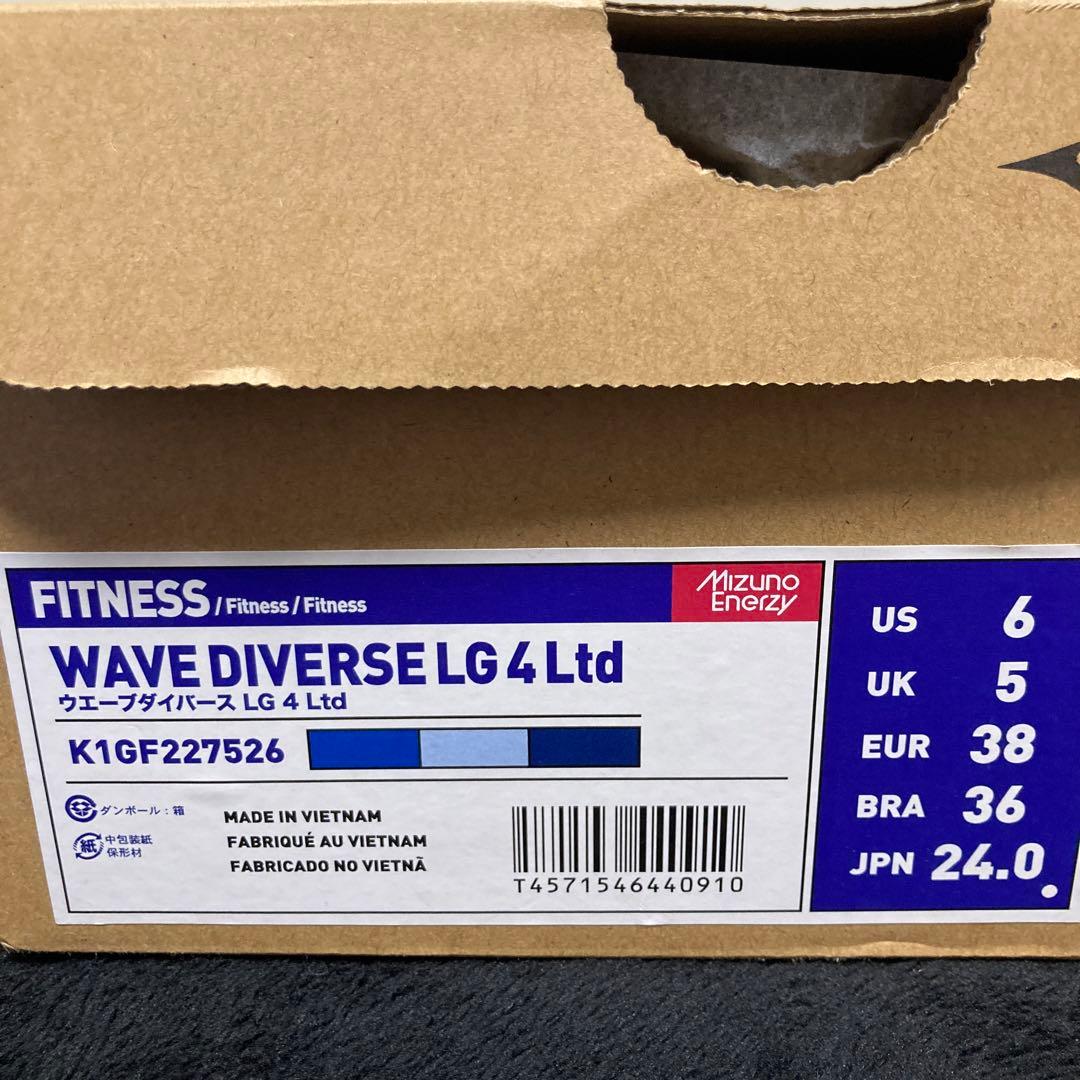 FITNESS / Fitness / Fitness
Mizuno
Enerzy
WAVE DIVERSE LG 4 Ltd
ウエーブダイバース LG 4 Ltd
K1GF227526
ダンボール：箱
紙 中包装紙
保形材
MADE IN VIETNAM
FABRIQUÉ AU VIETNAM
FABRICADO NO VIETNÃ
T4571546440910
US 6
UK 5
EUR 38
BRA 36
JPN 24.0